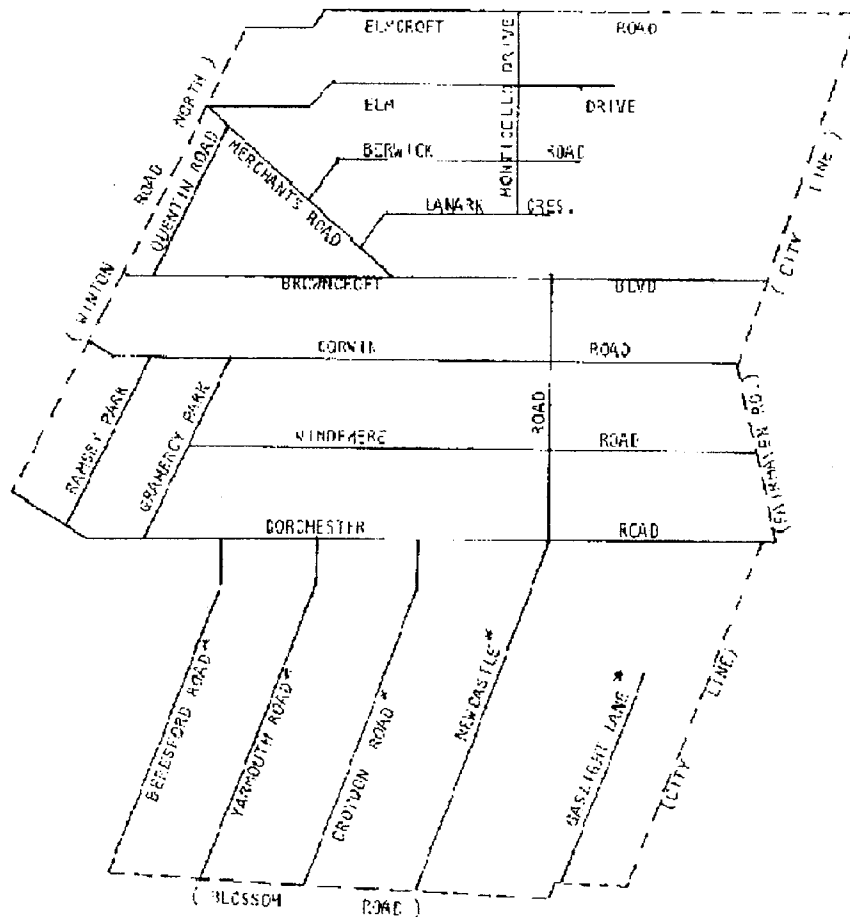 ELMCROFT ROAD
MONTICELLO DRIVE
ELM DRIVE
( WINTON ROAD NORTH )
QUENTIN ROAD
MERCHANTS ROAD
BERWICK ROAD
LANARK CRES.
( CITY LINE )
BROWNCROFT BLVD
CORWIN ROAD
RAMSEY PARK
GRAMERCY PARK
ROAD
WINDEMERE ROAD
DORCHESTER ROAD
BERESFORD ROAD*
YARMOUTH ROAD*
CROYDON ROAD*
NEWCASTLE*
GASLIGHT LANE*
(CITY LINE)
( BLOSSOM ROAD )